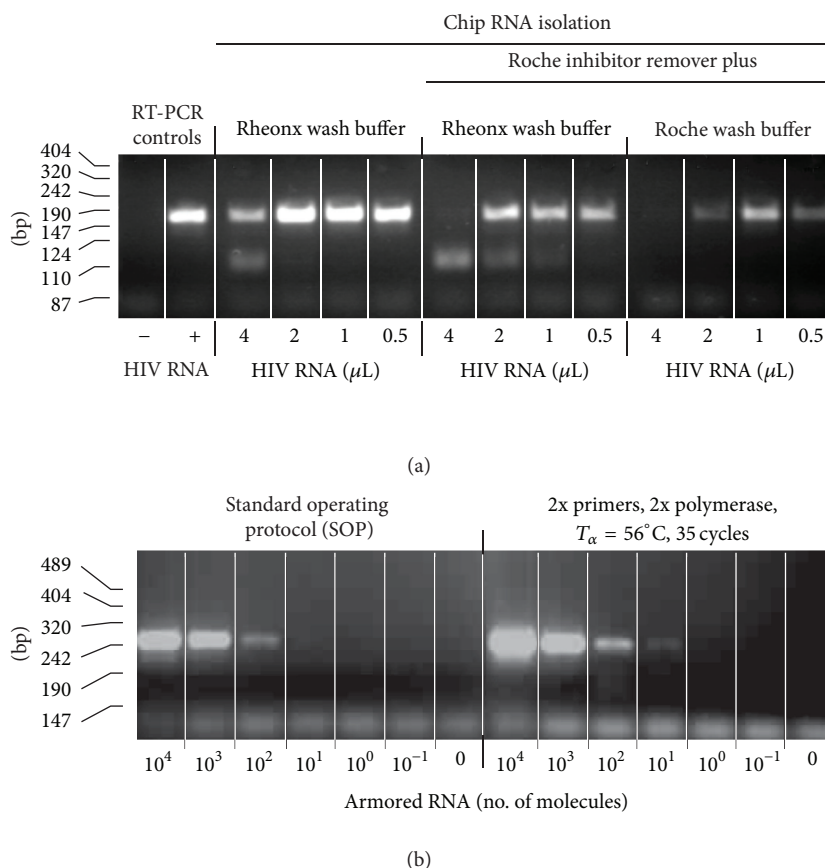 Chip RNA isolation
Roche inhibitor remover plus
RT-PCR
controls
Rheonx wash buffer
Rheonx wash buffer
Roche wash buffer
404
320
242
190
147
124
110
87
(bp)
− + 4 2 1 0.5 4 2 1 0.5 4 2 1 0.5
HIV RNA HIV RNA (μL) HIV RNA (μL) HIV RNA (μL)
(a)
Standard operating
protocol (SOP)
2x primers, 2x polymerase,
Tα = 56°C, 35 cycles
489
404
320
242
190
147
(bp)
10⁴ 10³ 10² 10¹ 10⁰ 10⁻¹ 0 10⁴ 10³ 10² 10¹ 10⁰ 10⁻¹ 0
Armored RNA (no. of molecules)
(b)